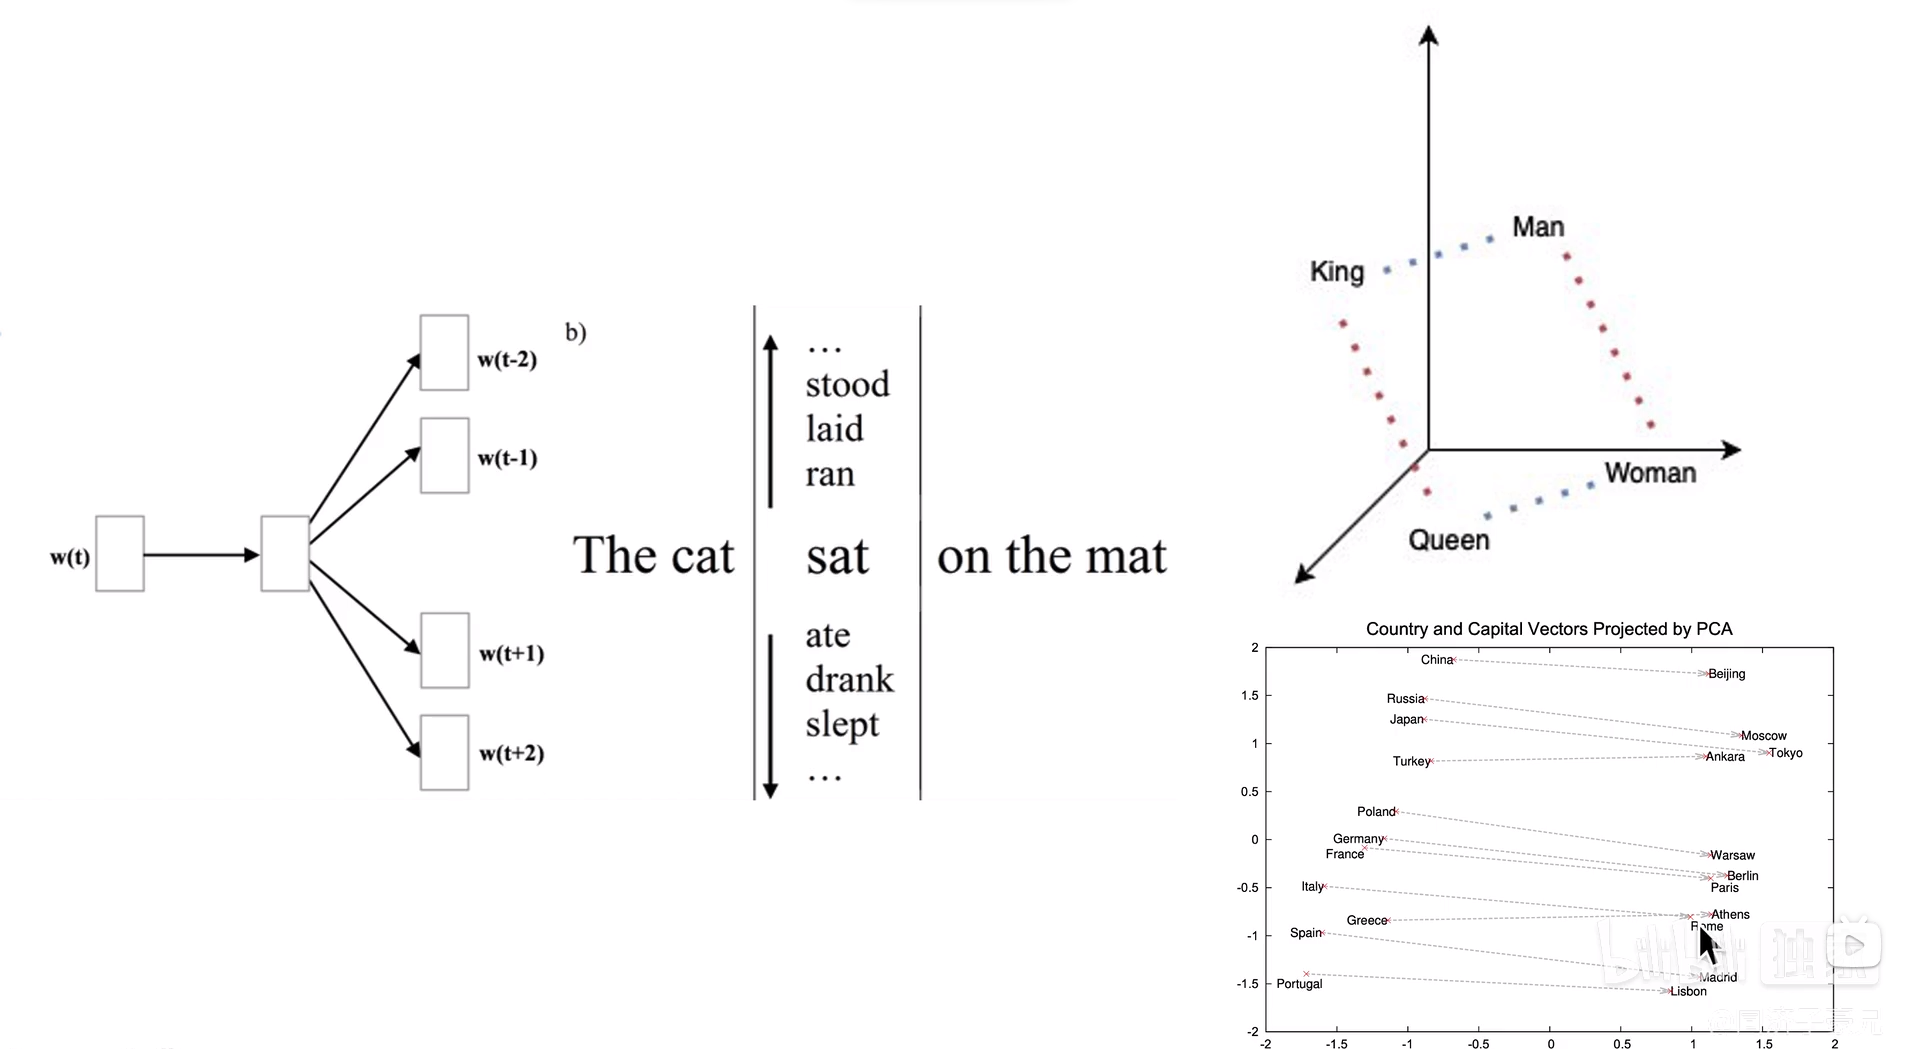 w(t)
w(t-2)
w(t-1)
w(t+1)
w(t+2)
b)
…
stood
laid
ran
The cat sat on the mat
ate
drank
slept
…
Man
King
Woman
Queen
Country and Capital Vectors Projected by PCA
2
1.5
1
0.5
0
-0.5
-1
-1.5
-2
-2 -1.5 -1 -0.5 0 0.5 1 1.5 2
China Beijing
Russia Moscow
Japan Tokyo
Turkey Ankara
Poland Warsaw
Germany Berlin
France Paris
Italy Rome
Greece Athens
Spain Madrid
Portugal Lisbon
bilibili